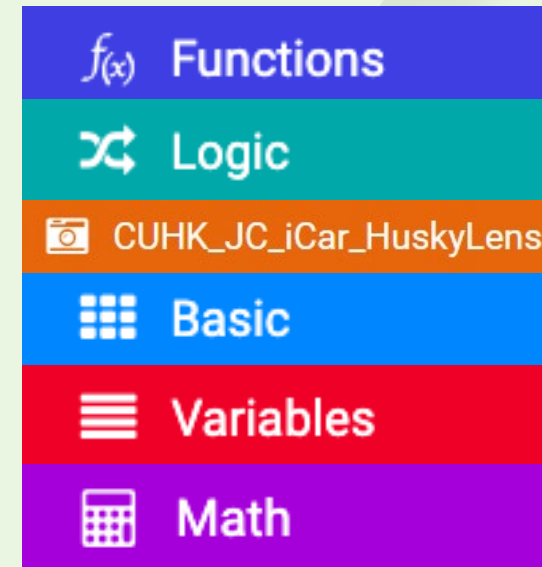 f(x) Functions
Logic
CUHK_JC_iCar_HuskyLens
Basic
Variables
Math